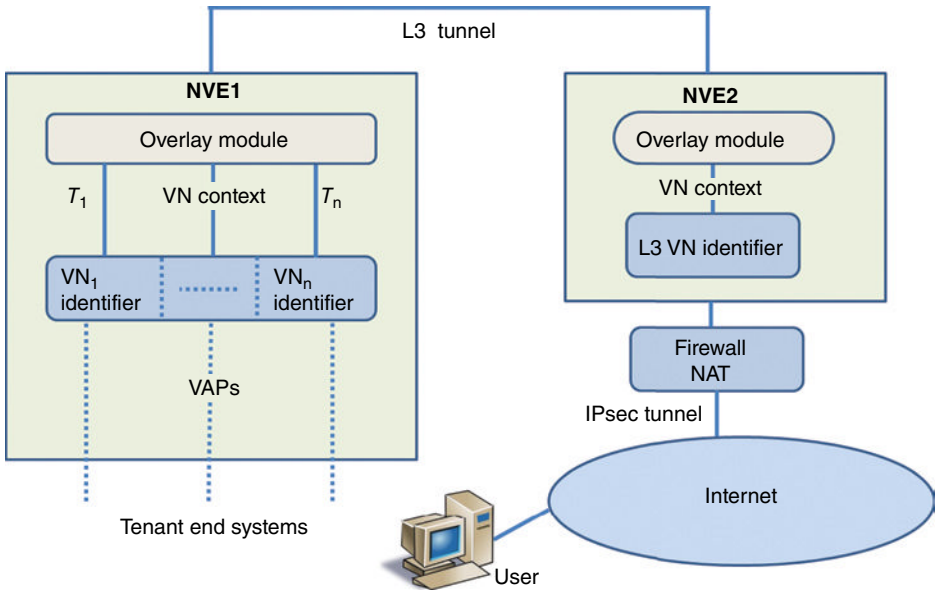 L3 tunnel
NVE1
Overlay module
T1
VN context
Tn
VN1
identifier
VNn
identifier
VAPs
Tenant end systems
NVE2
Overlay module
VN context
L3 VN identifier
Firewall
NAT
IPsec tunnel
Internet
User